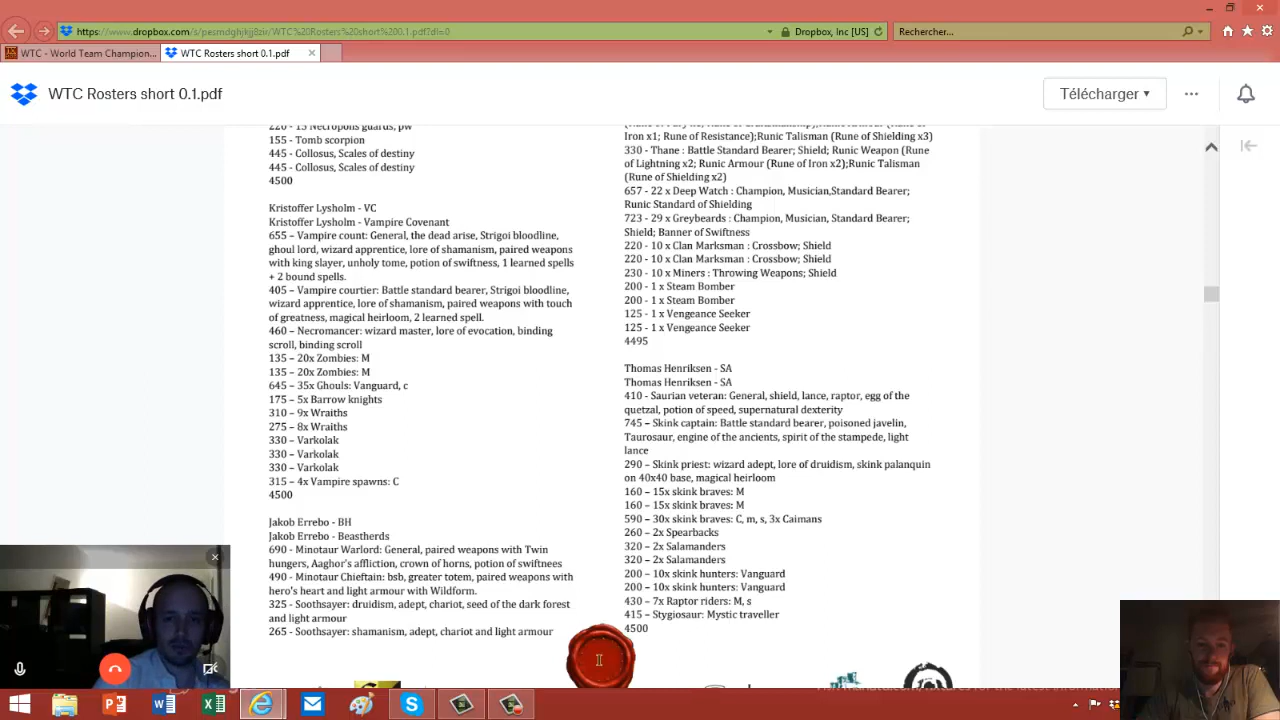 https://www.dropbox.com/s/pesrndghjkjj8zir/WTC%20Rosters%20short%200.1.pdf?dl=0
Dropbox, Inc [US]
Rechercher...
WTC - World Team Champion...
WTC Rosters short 0.1.pdf
WTC Rosters short 0.1.pdf
Télécharger
220 - 15 Necropolis guards, pw
155 - Tomb scorpion
445 - Collosus, Scales of destiny
445 - Collosus, Scales of destiny
4500
Kristoffer Lysholm - VC
Kristoffer Lysholm - Vampire Covenant
655 – Vampire count: General, the dead arise, Strigoi bloodline,
ghoul lord, wizard apprentice, lore of shamanism, paired weapons
with king slayer, unholy tome, potion of swiftness, 1 learned spells
+ 2 bound spells.
405 – Vampire courtier: Battle standard bearer, Strigoi bloodline,
wizard apprentice, lore of shamanism, paired weapons with touch
of greatness, magical heirloom, 2 learned spell.
460 – Necromancer: wizard master, lore of evocation, binding
scroll, binding scroll
135 – 20x Zombies: M
135 – 20x Zombies: M
645 – 35x Ghouls: Vanguard, c
175 – 5x Barrow knights
310 – 9x Wraiths
275 – 8x Wraiths
330 – Varkolak
330 – Varkolak
330 – Varkolak
315 – 4x Vampire spawns: C
4500
Jakob Errebo - BH
Jakob Errebo - Beastherds
690 - Minotaur Warlord: General, paired weapons with Twin
hungers, Aaghor's affliction, crown of horns, potion of swiftnees
490 - Minotaur Chieftain: bsb, greater totem, paired weapons with
hero's heart and light armour with Wildform.
325 - Soothsayer: druidism, adept, chariot, seed of the dark forest
and light armour
265 - Soothsayer: shamanism, adept, chariot and light armour
Iron x1; Rune of Resistance);Runic Talisman (Rune of Shielding x3)
330 - Thane : Battle Standard Bearer; Shield; Runic Weapon (Rune
of Lightning x2; Runic Armour (Rune of Iron x2);Runic Talisman
(Rune of Shielding x2)
657 - 22 x Deep Watch : Champion, Musician,Standard Bearer;
Runic Standard of Shielding
723 - 29 x Greybeards : Champion, Musician, Standard Bearer;
Shield; Banner of Swiftness
220 - 10 x Clan Marksman : Crossbow; Shield
220 - 10 x Clan Marksman : Crossbow; Shield
230 - 10 x Miners : Throwing Weapons; Shield
200 - 1 x Steam Bomber
200 - 1 x Steam Bomber
125 - 1 x Vengeance Seeker
125 - 1 x Vengeance Seeker
4495
Thomas Henriksen - SA
Thomas Henriksen - SA
410 - Saurian veteran: General, shield, lance, raptor, egg of the
quetzal, potion of speed, supernatural dexterity
745 – Skink captain: Battle standard bearer, poisoned javelin,
Taurosaur, engine of the ancients, spirit of the stampede, light
lance
290 – Skink priest: wizard adept, lore of druidism, skink palanquin
on 40x40 base, magical heirloom
160 – 15x skink braves: M
160 – 15x skink braves: M
590 – 30x skink braves: C, m, s, 3x Caimans
260 – 2x Spearbacks
320 – 2x Salamanders
320 – 2x Salamanders
200 – 10x skink hunters: Vanguard
200 – 10x skink hunters: Vanguard
430 – 7x Raptor riders: M, s
415 – Stygiosaur: Mystic traveller
4500